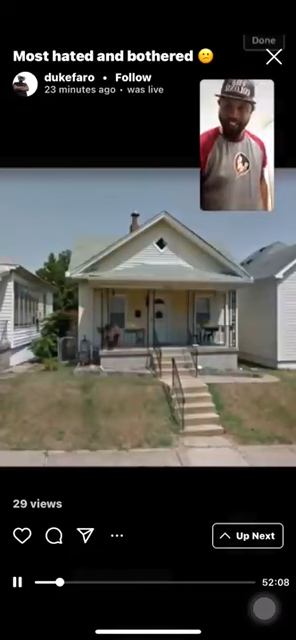 Done
Most hated and bothered 😕
dukefaro • Follow
23 minutes ago • was live
29 views
Up Next
52:08